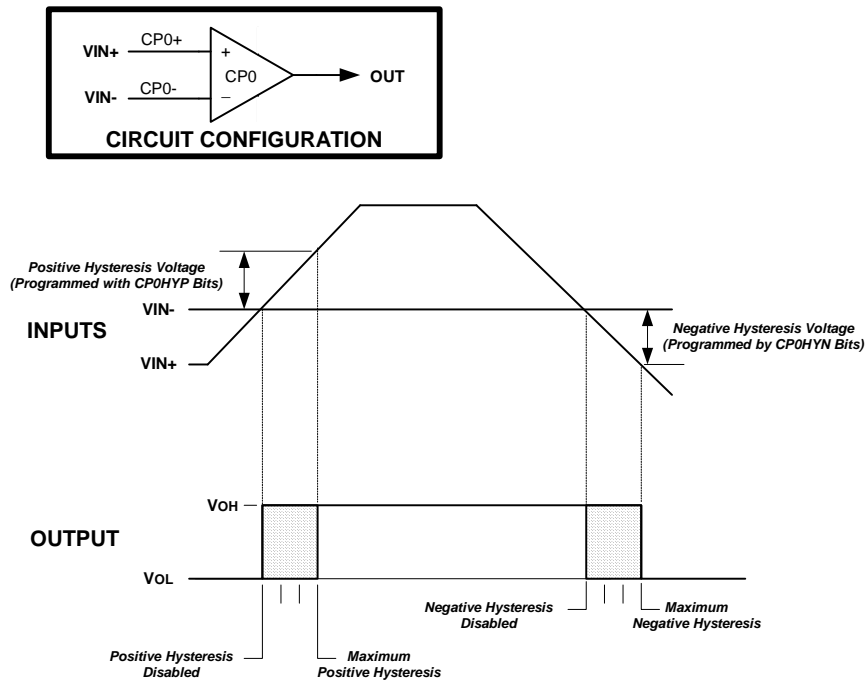 VIN+
CP0+
+
CP0
OUT
VIN-
CP0-
−
CIRCUIT CONFIGURATION
Positive Hysteresis Voltage
(Programmed with CP0HYP Bits)
VIN-
INPUTS
Negative Hysteresis Voltage
(Programmed by CP0HYN Bits)
VIN+
VOH
OUTPUT
VOL
Negative Hysteresis
Disabled
Maximum
Negative Hysteresis
Positive Hysteresis
Disabled
Maximum
Positive Hysteresis